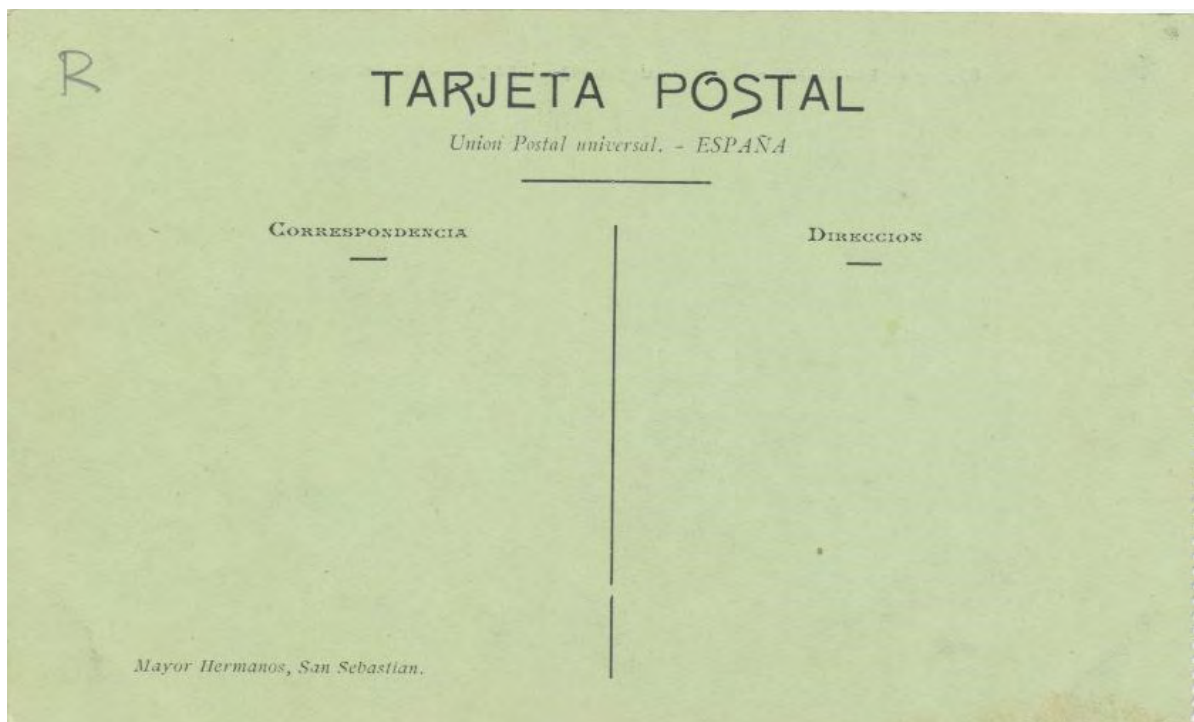 R
TARJETA POSTAL
Union Postal universal. - ESPAÑA
CORRESPONDENCIA
DIRECCION
Mayor Hermanos, San Sebastian.